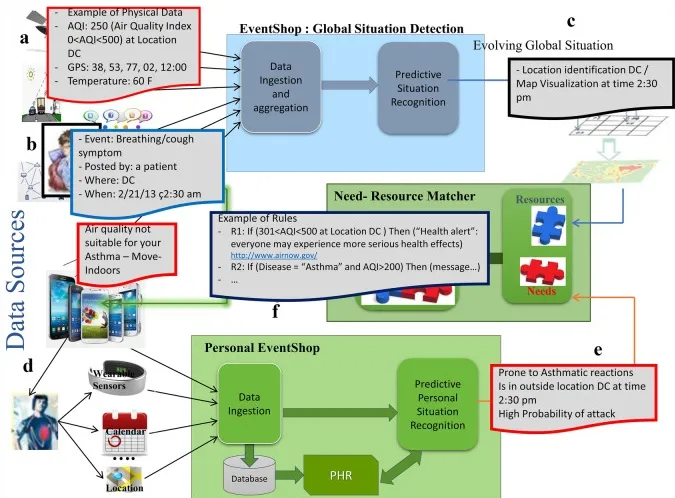 a
- Example of Physical Data
- AQI: 250 (Air Quality Index
0<AQI<500) at Location
DC
- GPS: 38, 53, 77, 02, 12:00
- Temperature: 60 F
EventShop : Global Situation Detection
Data
Ingestion
and
aggregation
Predictive
Situation
Recognition
c
Evolving Global Situation
- Location identification DC /
Map Visualization at time 2:30
pm
b
- Event: Breathing/cough
symptom
- Posted by: a patient
- Where: DC
- When: 2/21/13 ç2:30 am
Data Sources
Air quality not
suitable for your
Asthma – Move-
Indoors
Need- Resource Matcher
Resources
Needs
Example of Rules
- R1: If (301<AQI<500 at Location DC ) Then (“Health alert”:
everyone may experience more serious health effects)
http://www.airnow.gov/
- R2: If (Disease = “Asthma” and AQI>200) Then (message…)
- …
f
Personal EventShop
d
Wearable
Sensors
Calendar
Location
Data
Ingestion
Predictive
Personal
Situation
Recognition
Database
PHR
e
Prone to Asthmatic reactions
Is in outside location DC at time
2:30 pm
High Probability of attack